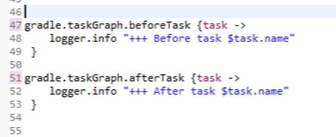 46
47 gradle.taskGraph.beforeTask {task ->
48 logger.info "+++ Before task $task.name"
49 }
50
51 gradle.taskGraph.afterTask {task ->
52 logger.info "+++ After task $task.name"
53 }
54
55